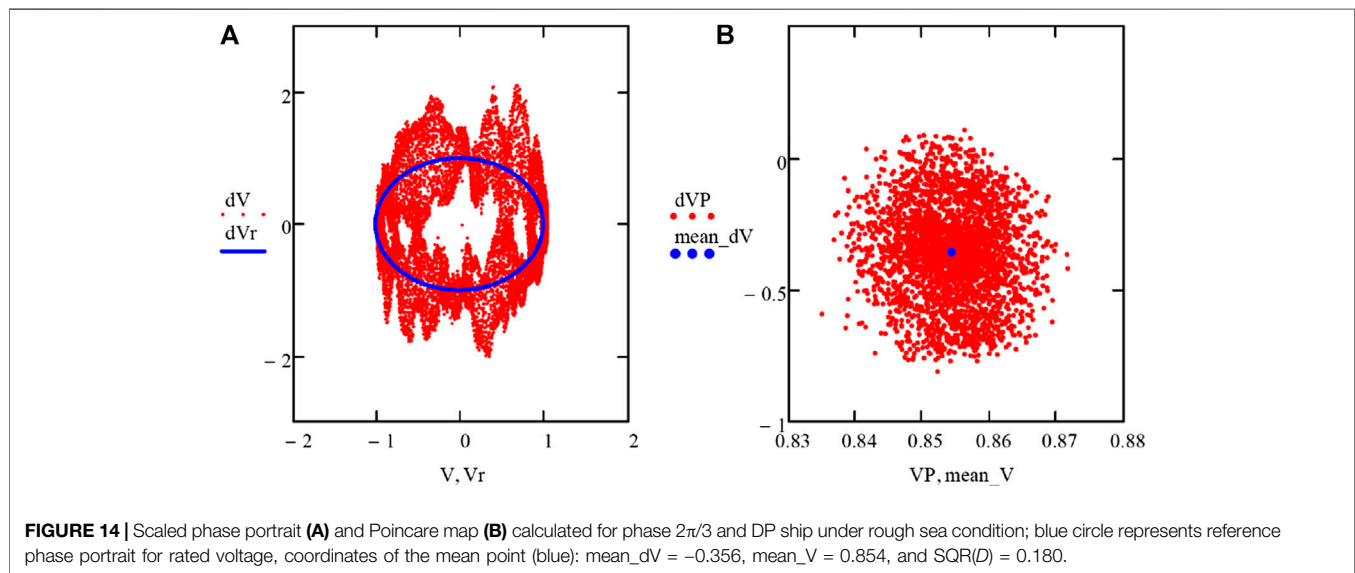 A
2
0
− 2
dV
dVr
− 2
− 1
0
1
2
V, Vr
B
0
− 0.5
− 1
dVP
mean_dV
0.83
0.84
0.85
0.86
0.87
0.88
VP, mean_V
FIGURE 14 | Scaled phase portrait (A) and Poincare map (B) calculated for phase 2π/3 and DP ship under rough sea condition; blue circle represents reference
phase portrait for rated voltage, coordinates of the mean point (blue): mean_dV = −0.356, mean_V = 0.854, and SQR(D) = 0.180.